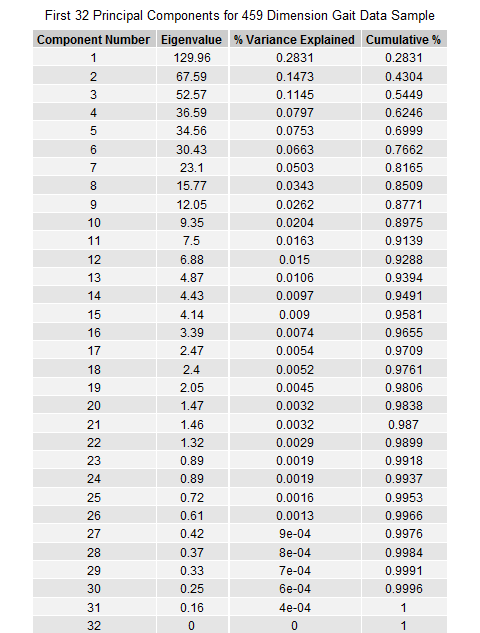 First 32 Principal Components for 459 Dimension Gait Data Sample
Component Number Eigenvalue % Variance Explained Cumulative %
1 129.96 0.2831 0.2831
2 67.59 0.1473 0.4304
3 52.57 0.1145 0.5449
4 36.59 0.0797 0.6246
5 34.56 0.0753 0.6999
6 30.43 0.0663 0.7662
7 23.1 0.0503 0.8165
8 15.77 0.0343 0.8509
9 12.05 0.0262 0.8771
10 9.35 0.0204 0.8975
11 7.5 0.0163 0.9139
12 6.88 0.015 0.9288
13 4.87 0.0106 0.9394
14 4.43 0.0097 0.9491
15 4.14 0.009 0.9581
16 3.39 0.0074 0.9655
17 2.47 0.0054 0.9709
18 2.4 0.0052 0.9761
19 2.05 0.0045 0.9806
20 1.47 0.0032 0.9838
21 1.46 0.0032 0.987
22 1.32 0.0029 0.9899
23 0.89 0.0019 0.9918
24 0.89 0.0019 0.9937
25 0.72 0.0016 0.9953
26 0.61 0.0013 0.9966
27 0.42 9e-04 0.9976
28 0.37 8e-04 0.9984
29 0.33 7e-04 0.9991
30 0.25 6e-04 0.9996
31 0.16 4e-04 1
32 0 0 1